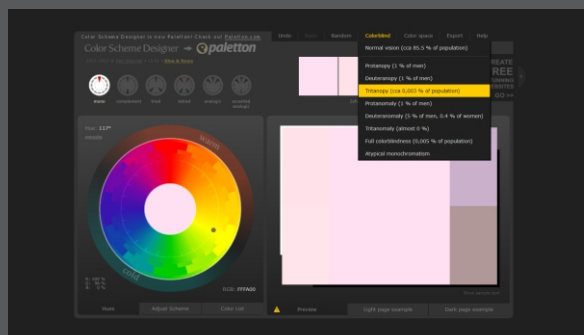 Color Scheme Designer is now Paletton! Check out Paletton.com
Color Scheme Designer → paletton
Undo
Random
Colorblind
Color space
Export
Help
Normal vision (cca 85.5 % of population)
Protanopy (1 % of men)
Deuteranopy (1 % of men)
Tritanopy (cca 0,003 % of population)
Protanomaly (1 % of men)
Deuteranomaly (5 % of men, 0.4 % of women)
Tritanomaly (almost 0 %)
Full colorblindness (0,005 % of population)
Atypical monochromatism
mono
complement
triad
tetrad
analogic
accented analogic
GO >>
Hue: 117°
warm
cold
RGB: FFFA00
Hues
Adjust Scheme
Color List
Preview
Light page example
Dark page example